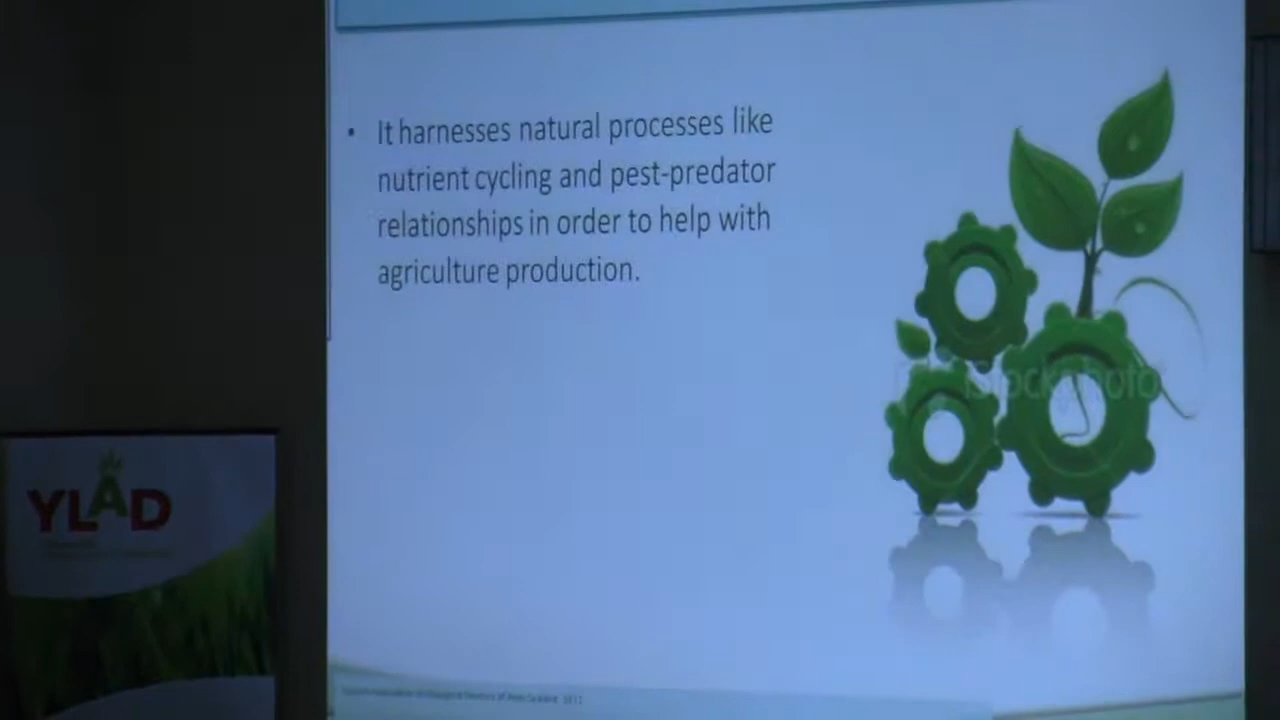 • It harnesses natural processes like
nutrient cycling and pest-predator
relationships in order to help with
agriculture production.
iStockphoto
YLAD